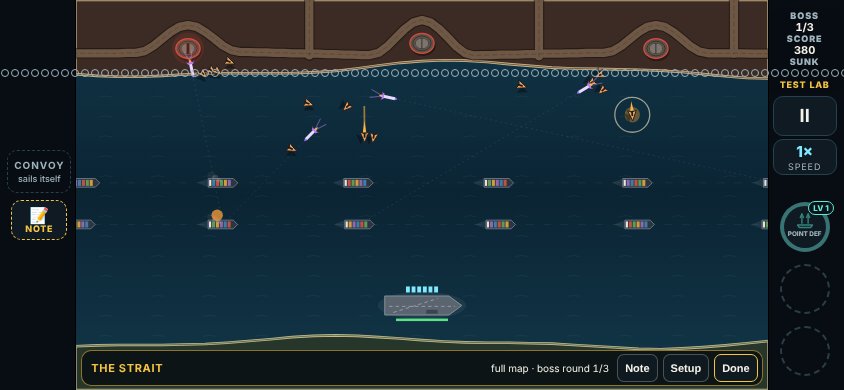 BOSS
1/3
SCORE
380
SUNK
TEST LAB
II
1×
SPEED
CONVOY
sails itself
NOTE
LV 1
POINT DEF
THE STRAIT
full map · boss round 1/3
Note
Setup
Done